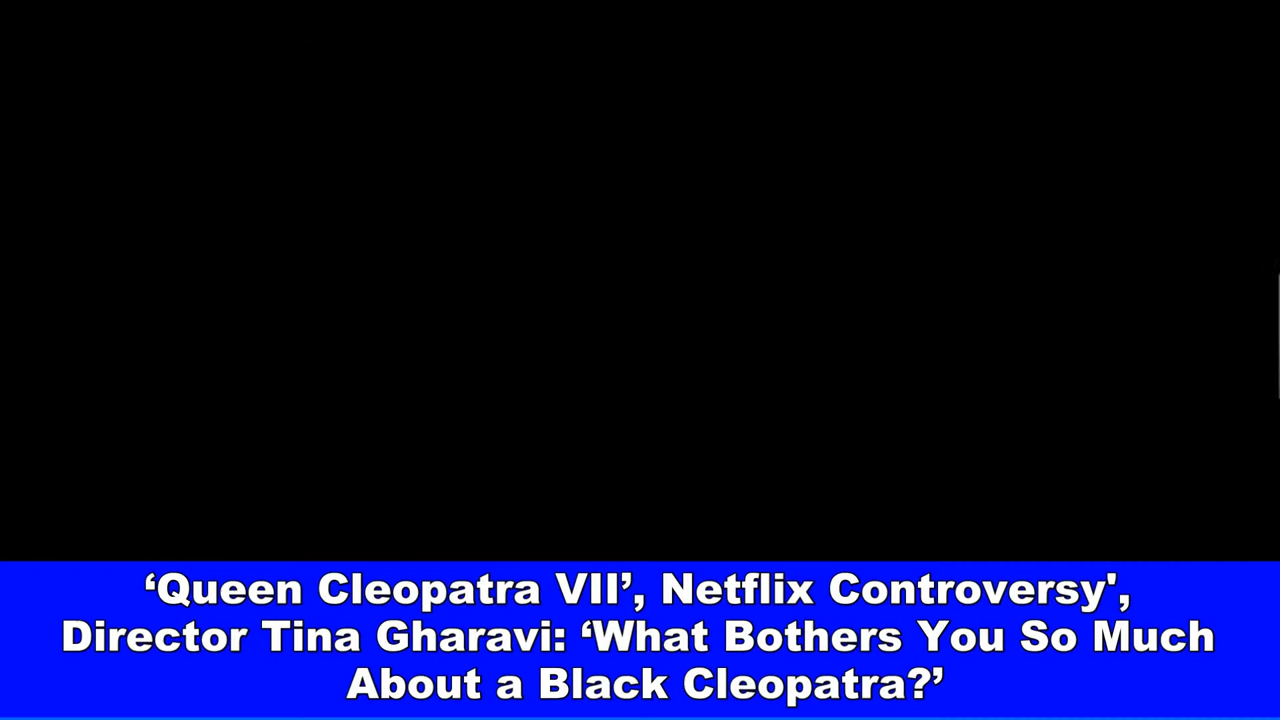 ‘Queen Cleopatra VII’, Netflix Controversy',
Director Tina Gharavi: ‘What Bothers You So Much
About a Black Cleopatra?’